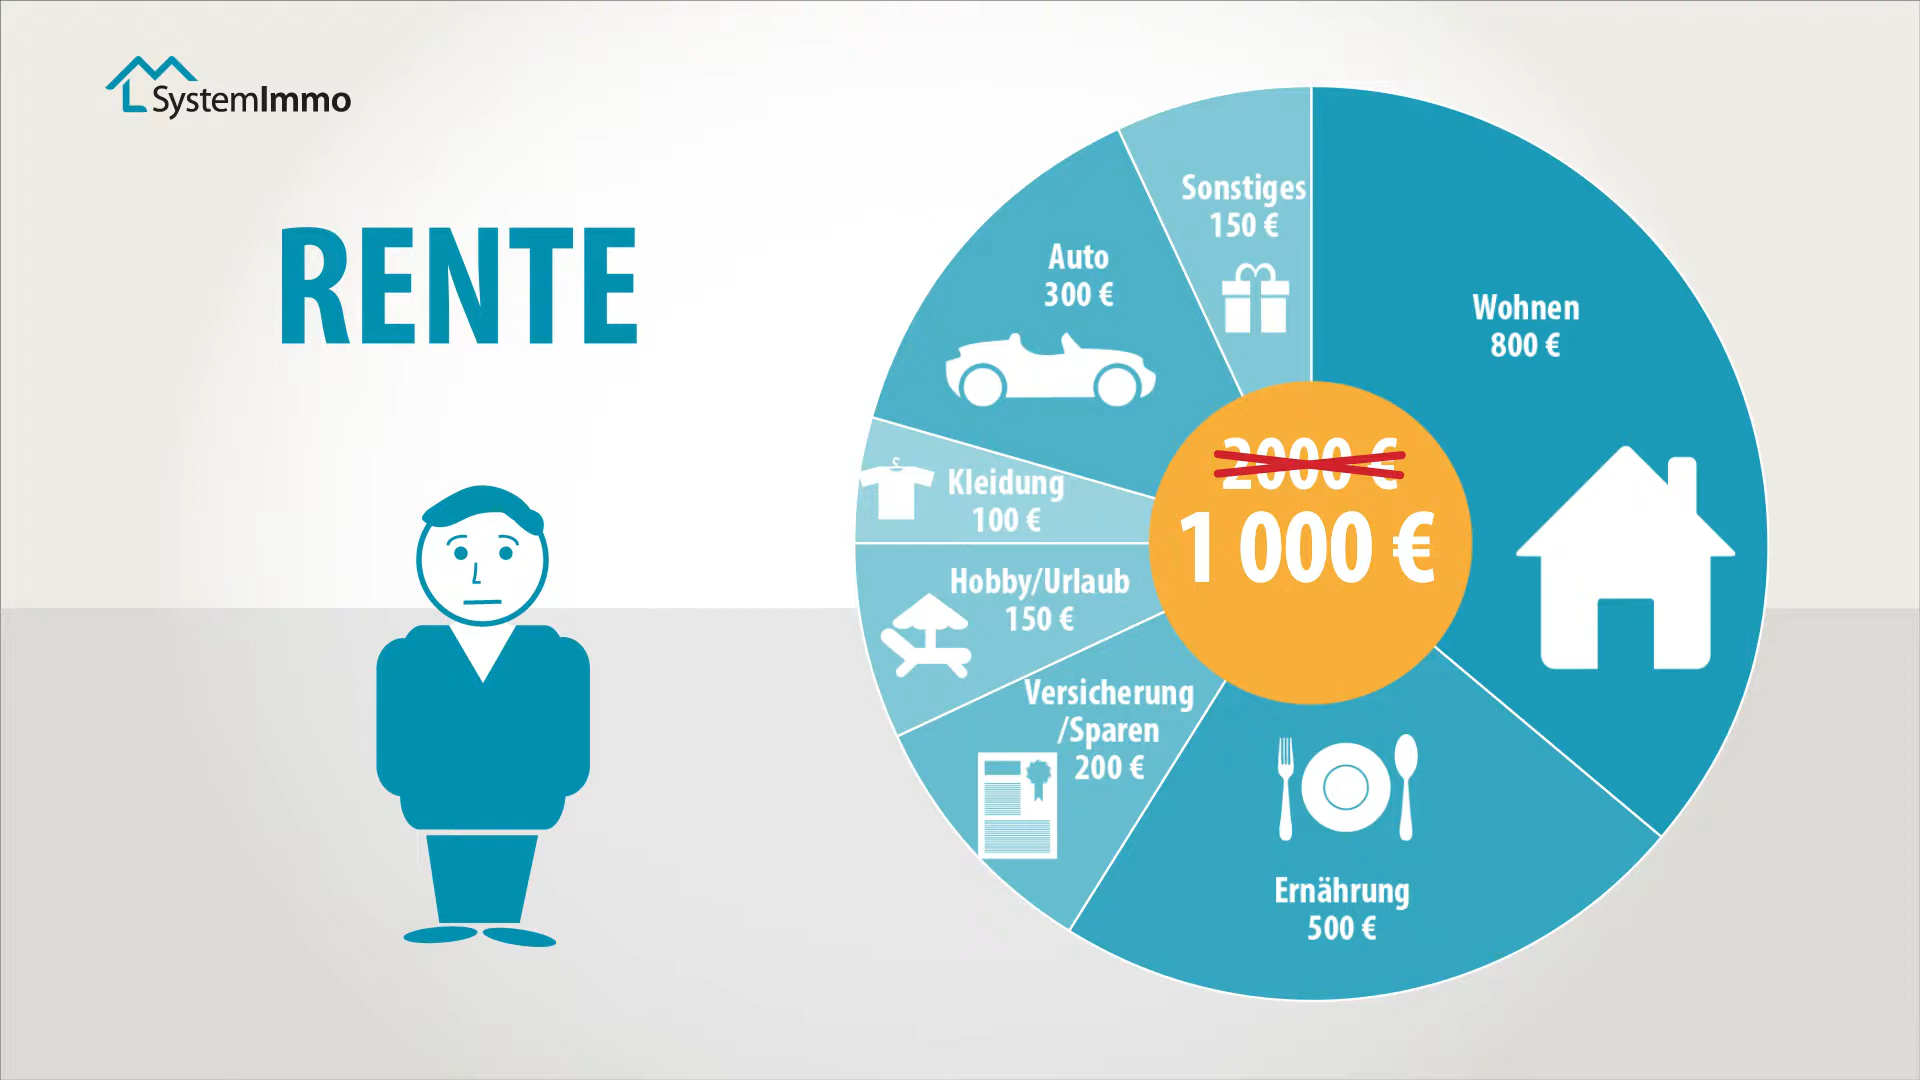 SystemImmo
RENTE
Sonstiges
150 €
Auto
300 €
Wohnen
800 €
2000 €
1 000 €
Kleidung
100 €
Hobby/Urlaub
150 €
Versicherung
/Sparen
200 €
Ernährung
500 €